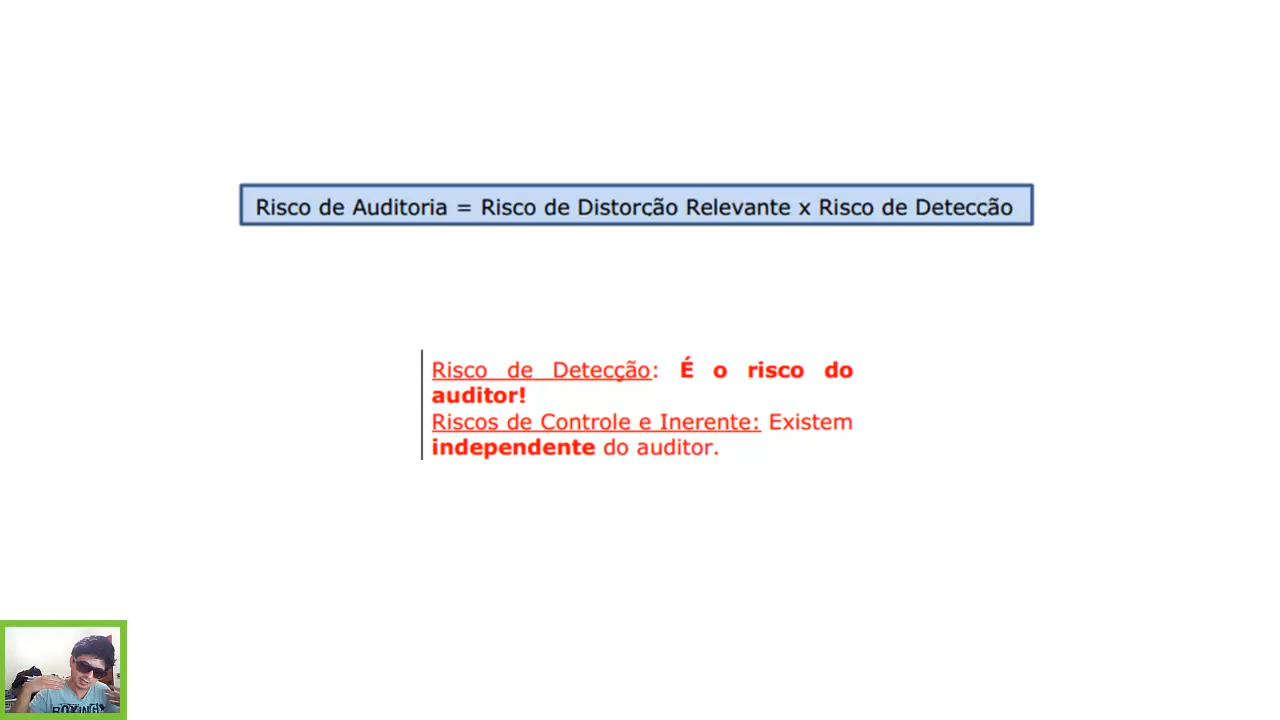 Risco de Auditoria = Risco de Distorção Relevante x Risco de Detecção
Risco de Detecção: É o risco do
auditor!
Riscos de Controle e Inerente: Existem
independente do auditor.
BOXING